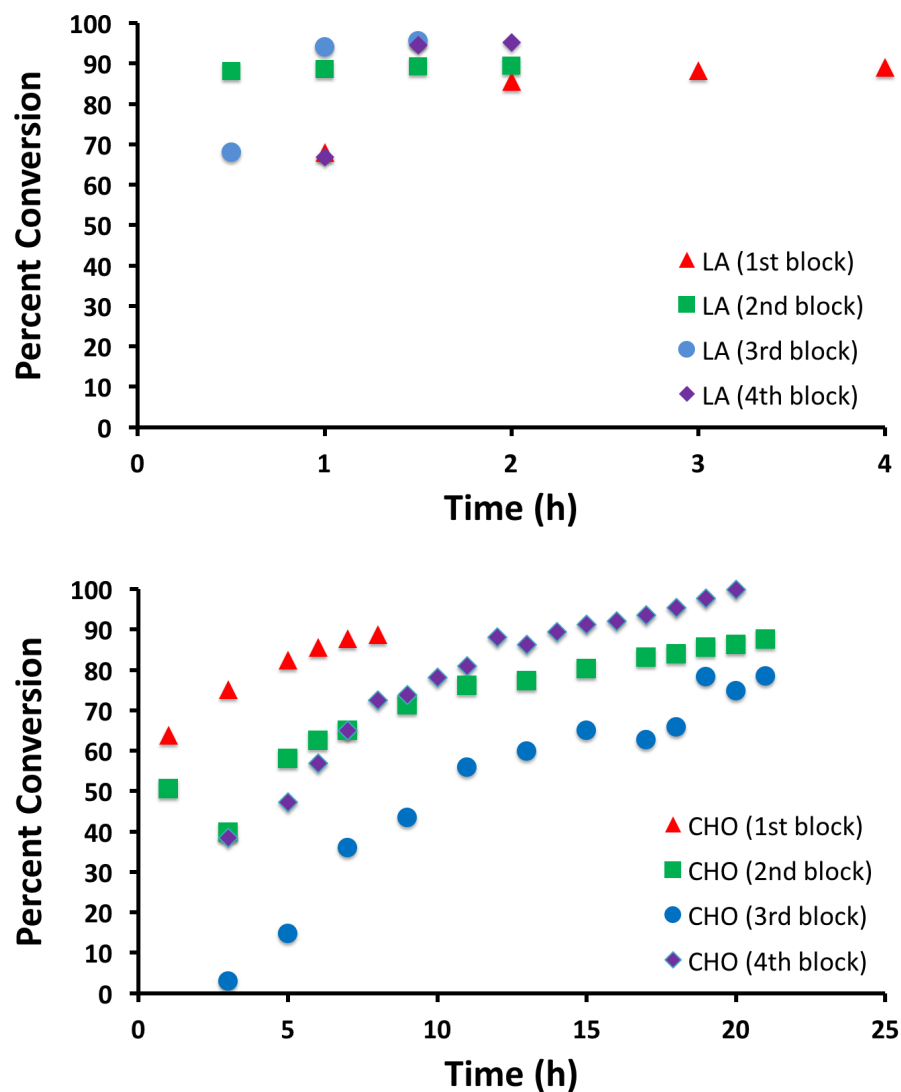 Percent Conversion
100
90
80
70
60
50
40
30
20
10
0
LA (1st block)
LA (2nd block)
LA (3rd block)
LA (4th block)
0 1 2 3 4
Time (h)
Percent Conversion
100
90
80
70
60
50
40
30
20
10
0
CHO (1st block)
CHO (2nd block)
CHO (3rd block)
CHO (4th block)
0 5 10 15 20 25
Time (h)